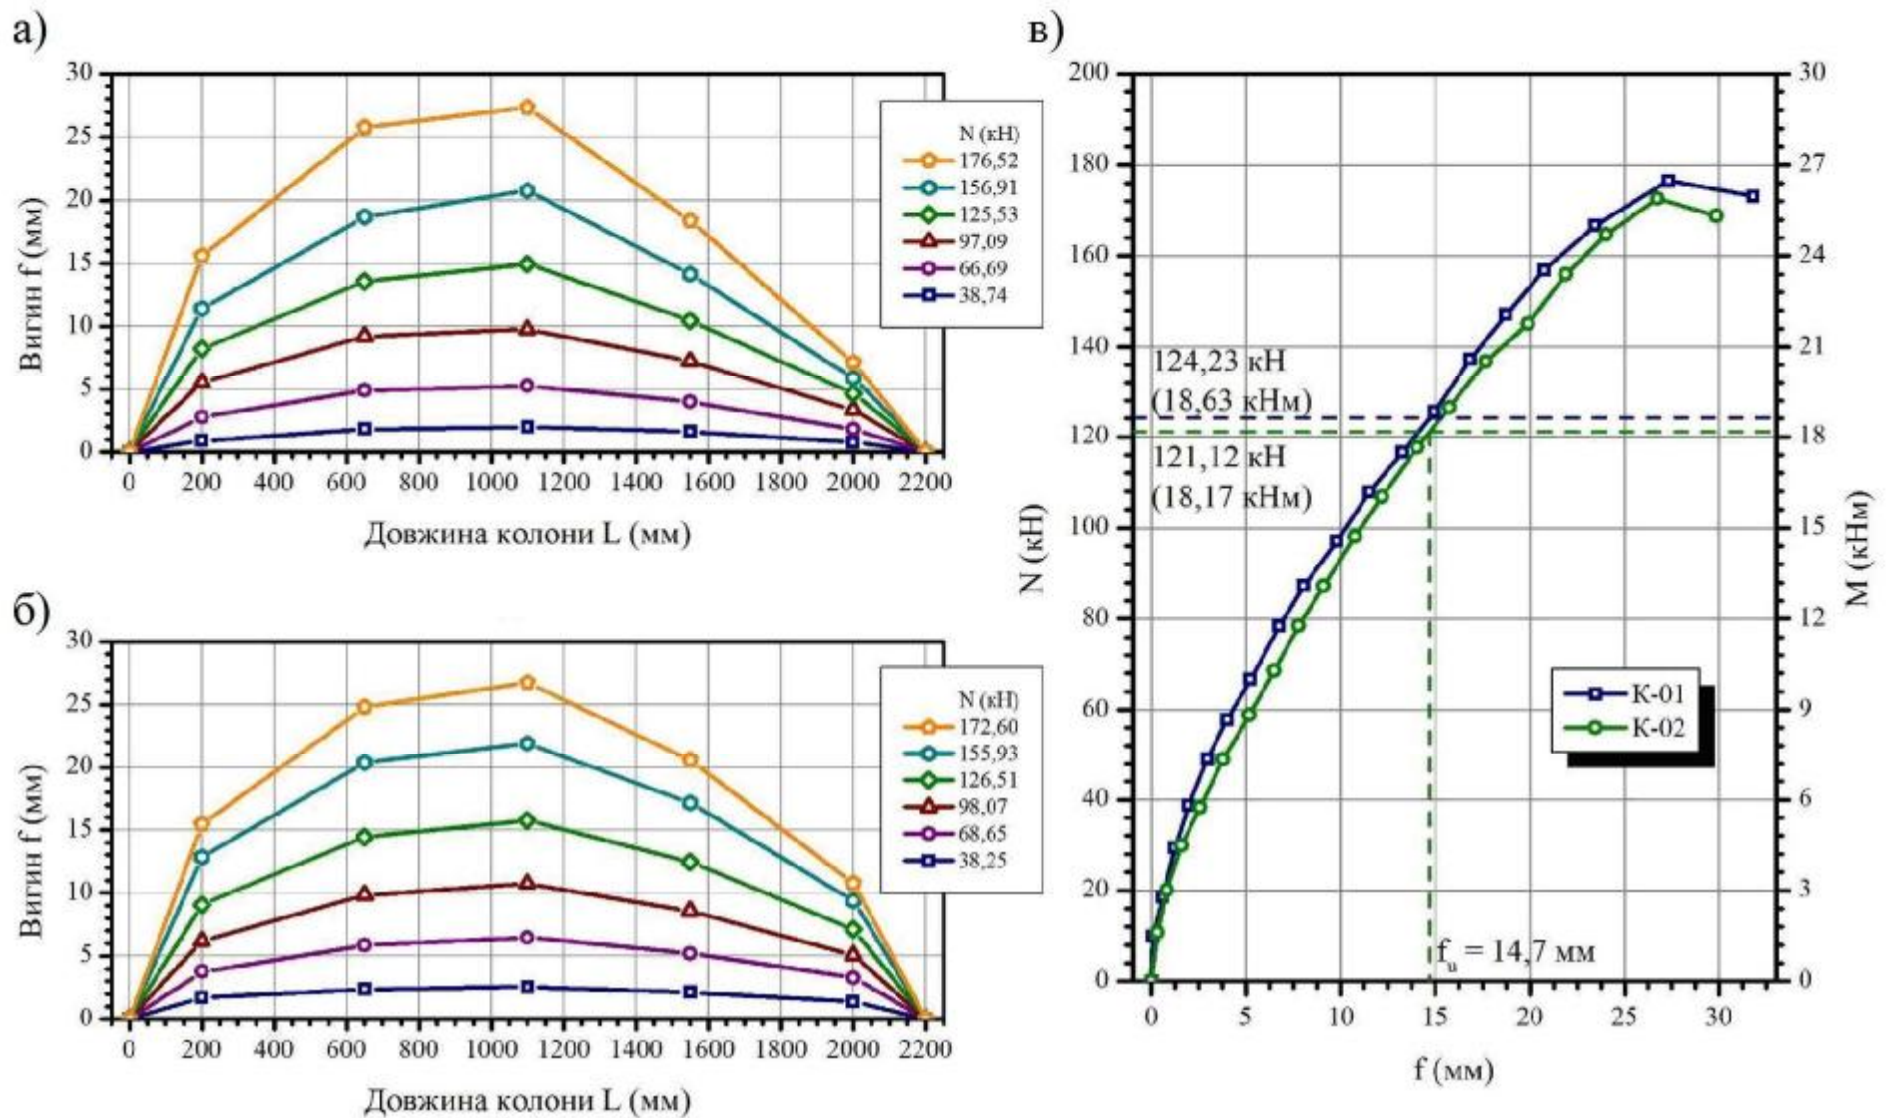 а)
30
25
20
15
10
5
0
Вигин f (мм)
0 200 400 600 800 1000 1200 1400 1600 1800 2000 2200
Довжина колони L (мм)
N (кН)
176,52
156,91
125,53
97,09
66,69
38,74
б)
30
25
20
15
10
5
0
Вигин f (мм)
0 200 400 600 800 1000 1200 1400 1600 1800 2000 2200
Довжина колони L (мм)
N (кН)
172,60
155,93
126,51
98,07
68,65
38,25
в)
200
180
160
140
120
100
80
60
40
20
0
N (кН)
124,23 кН
(18,63 кНм)
121,12 кН
(18,17 кНм)
K-01
K-02
fu = 14,7 мм
30
27
24
21
18
15
12
9
6
3
0
M (кНм)
0 5 10 15 20 25 30
f (мм)